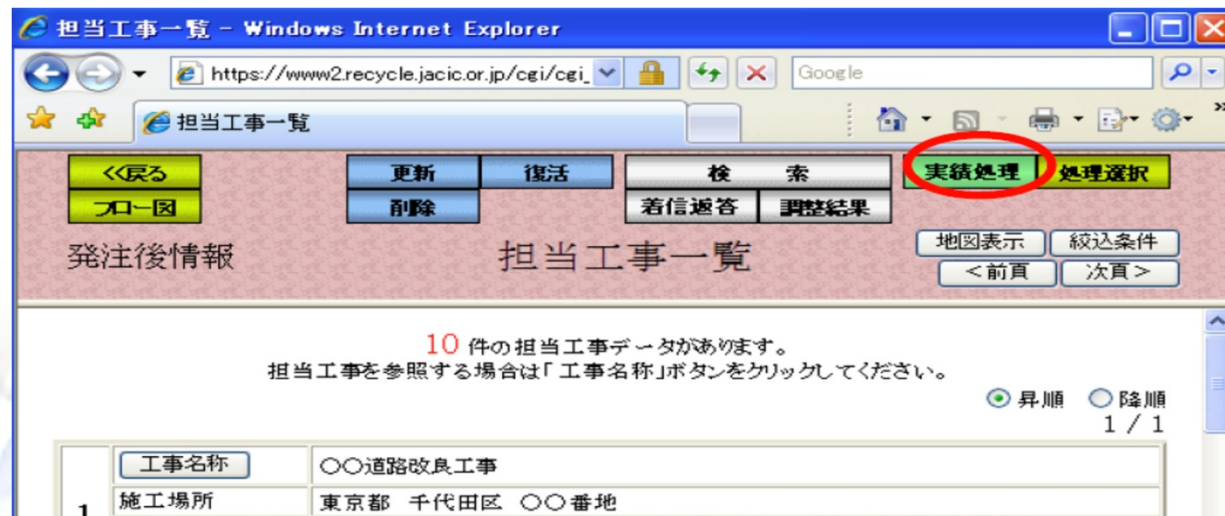 担当工事一覧 - Windows Internet Explorer
https://www2.recycle.jacic.or.jp/cgi/cgi_
Google
担当工事一覧
<<戻る 更新 復活 検 索 実績処理 処理選択
フロー図 削除 着信返答 調整結果
地図表示 絞込条件
発注後情報 担当工事一覧
<前頁 次頁>
10 件の担当工事データがあります。
担当工事を参照する場合は「工事名称」ボタンをクリックしてください。
昇順 降順
1 / 1
工事名称 〇〇道路改良工事
1 施工場所 東京都 千代田区 〇〇番地